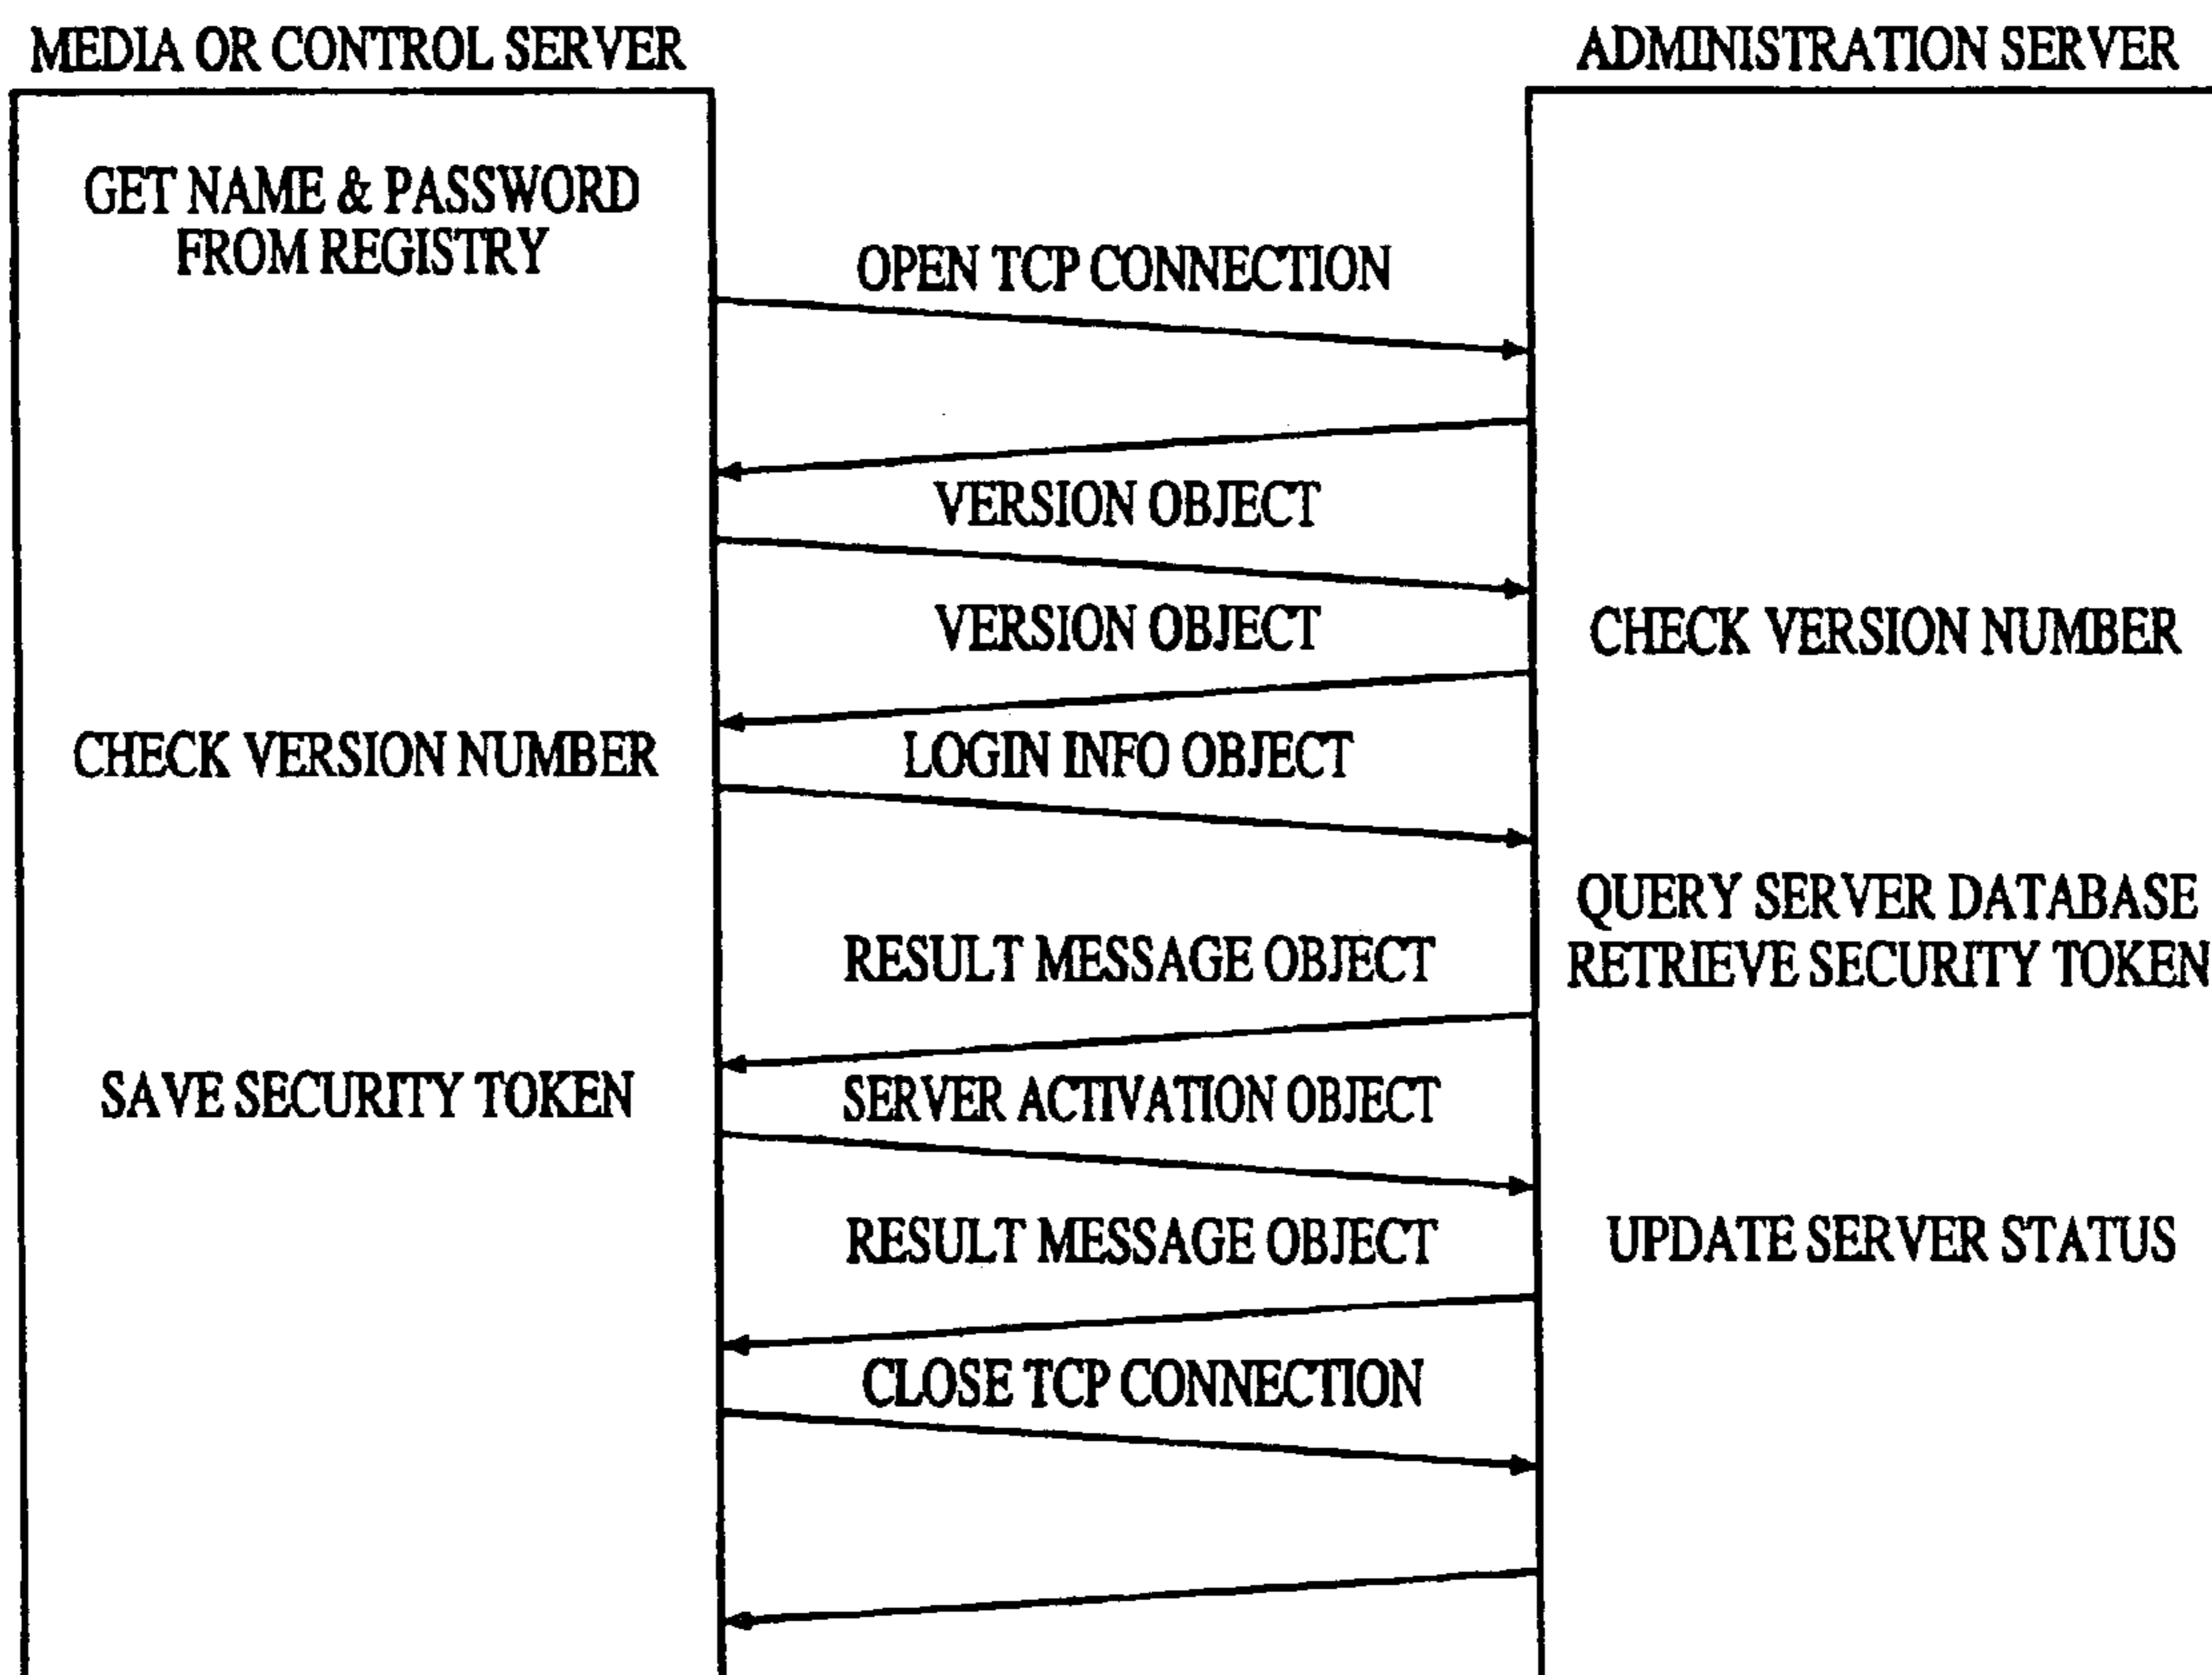 MEDIA OR CONTROL SERVER
ADMINISTRATION SERVER
GET NAME & PASSWORD
FROM REGISTRY
OPEN TCP CONNECTION
VERSION OBJECT
VERSION OBJECT
CHECK VERSION NUMBER
CHECK VERSION NUMBER
LOGIN INFO OBJECT
QUERY SERVER DATABASE
RETRIEVE SECURITY TOKEN
RESULT MESSAGE OBJECT
SAVE SECURITY TOKEN
SERVER ACTIVATION OBJECT
RESULT MESSAGE OBJECT
UPDATE SERVER STATUS
CLOSE TCP CONNECTION